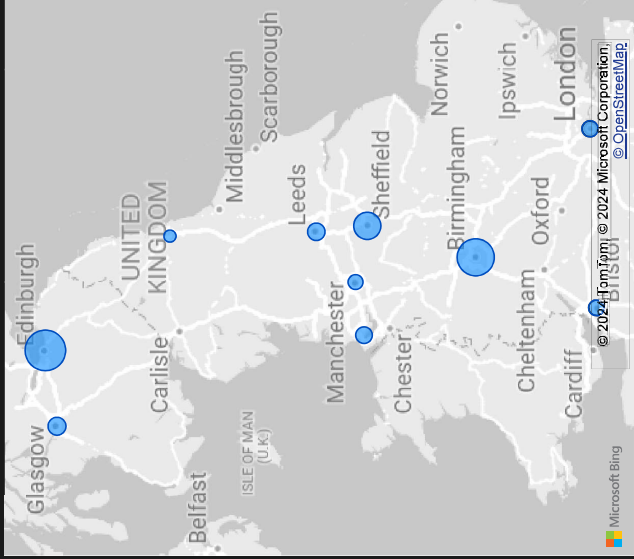 Edinburgh
Glasgow
UNITED
KINGDOM
Carlisle
Belfast
ISLE OF MAN
(U.K.)
Middlesbrough
Scarborough
Leeds
Manchester
Sheffield
Chester
Birmingham
Norwich
Ipswich
Cheltenham
Oxford
Cardiff
London
Bristol
Microsoft Bing
© 2024 TomTom, © 2024 Microsoft Corporation,
© OpenStreetMap